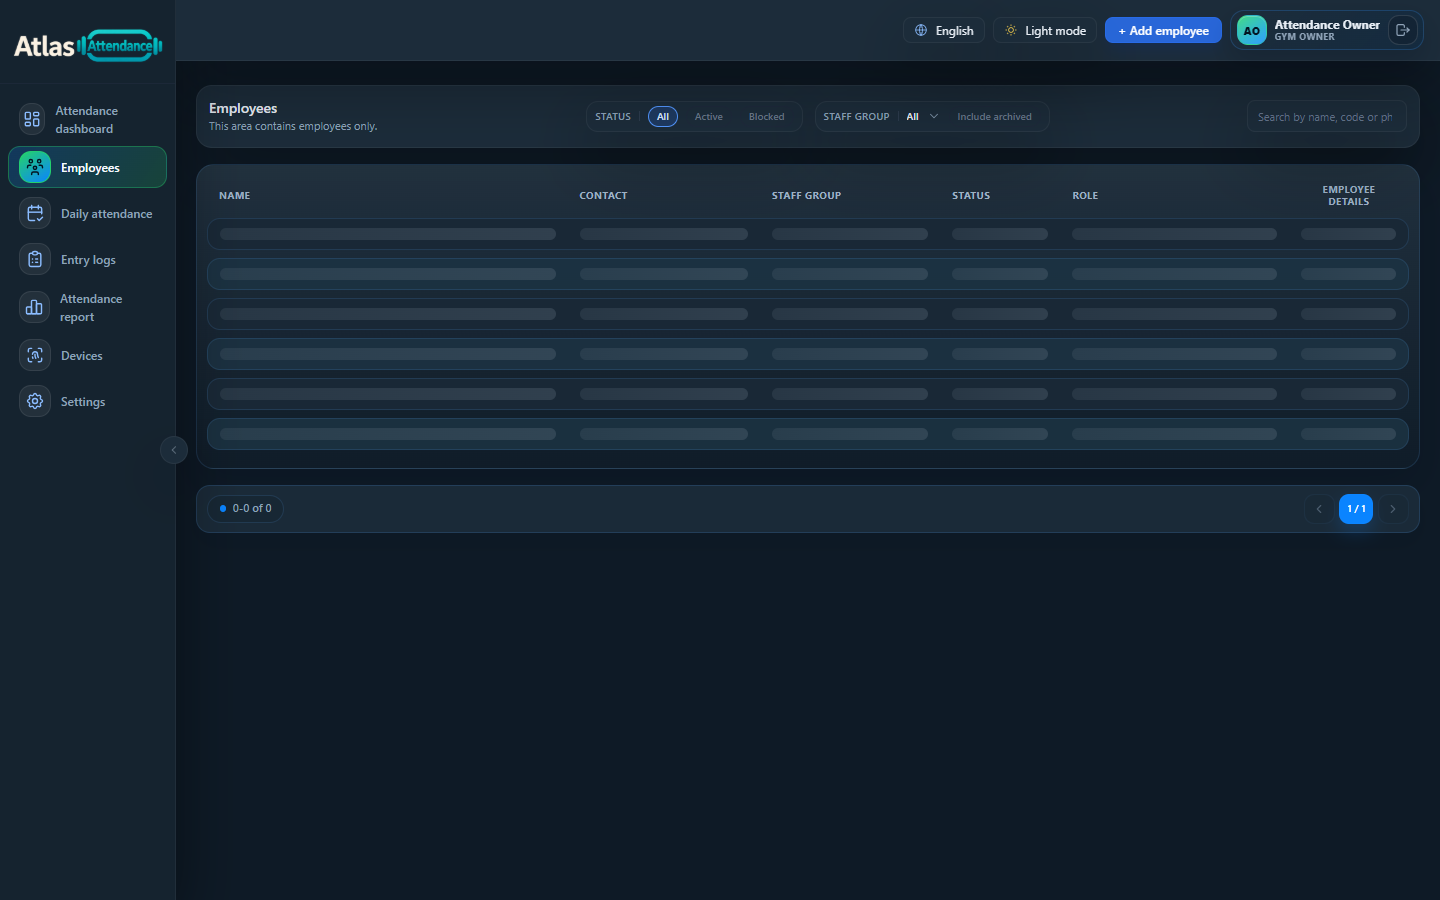 Atlas Attendance
English
Light mode
+ Add employee
AO
Attendance Owner
GYM OWNER
Attendance
dashboard
Employees
Daily attendance
Entry logs
Attendance
report
Devices
Settings
Employees
This area contains employees only.
STATUS
All
Active
Blocked
STAFF GROUP
All
Include archived
Search by name, code or ph
NAME
CONTACT
STAFF GROUP
STATUS
ROLE
EMPLOYEE
DETAILS
0-0 of 0
1 / 1